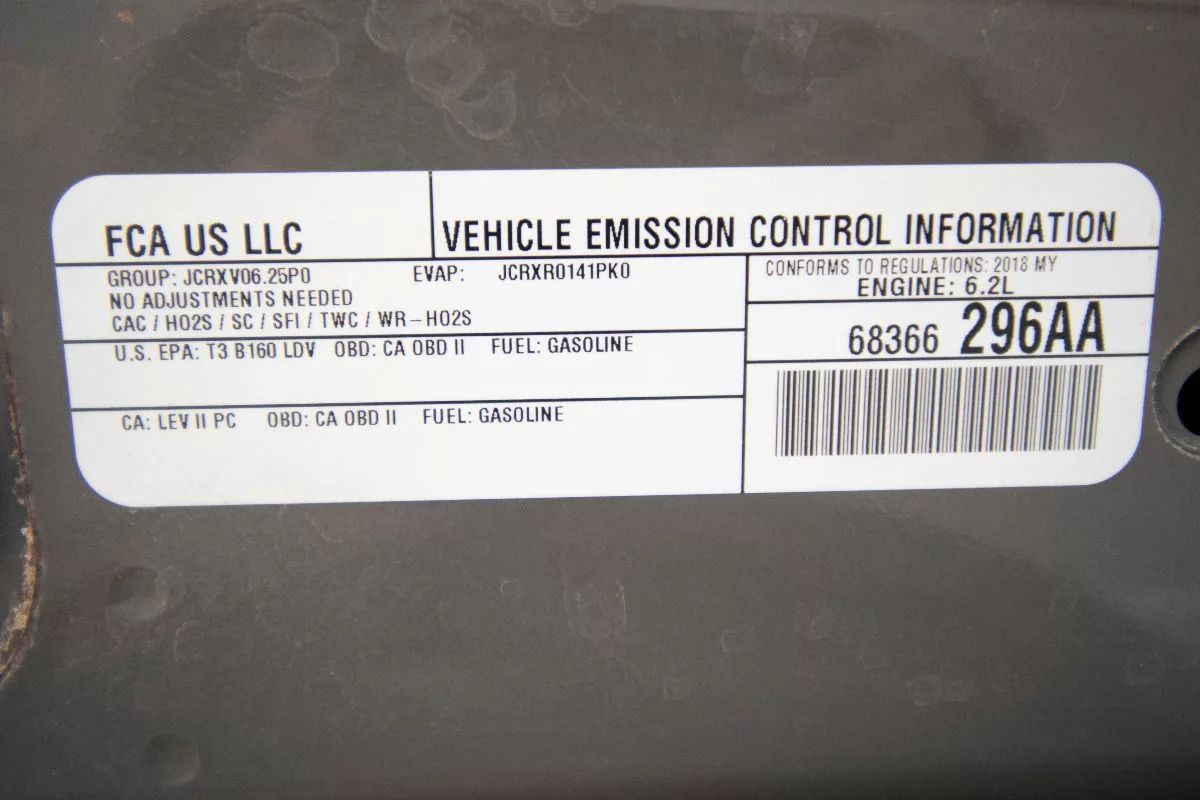 FCA US LLC
VEHICLE EMISSION CONTROL INFORMATION
GROUP: JCRXV06.25P0 EVAP: JCRXR0141PK0
NO ADJUSTMENTS NEEDED
CAC / HO2S / SC / SFI / TWC / WR-HO2S
U.S. EPA: T3 B160 LDV OBD: CA OBD II FUEL: GASOLINE
CA: LEV II PC OBD: CA OBD II FUEL: GASOLINE
CONFORMS TO REGULATIONS: 2018 MY
ENGINE: 6.2L
68366 296AA